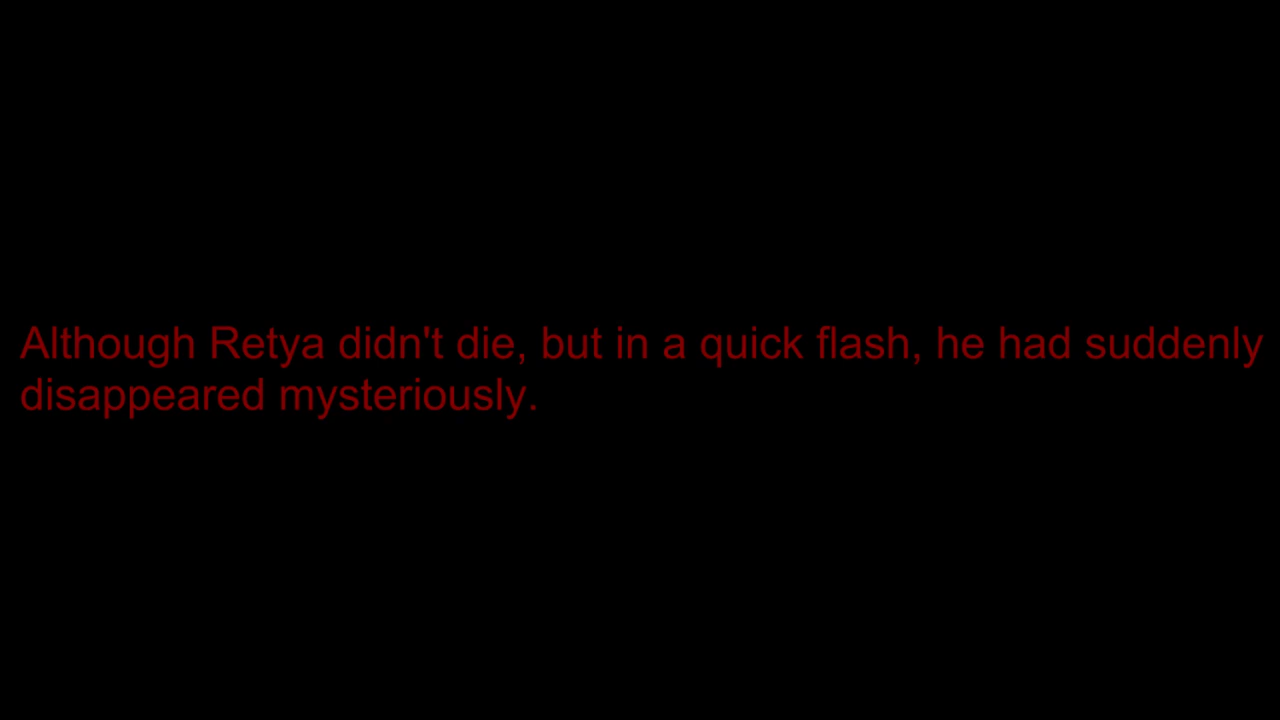 Although Retya didn't die, but in a quick flash, he had suddenly
disappeared mysteriously.